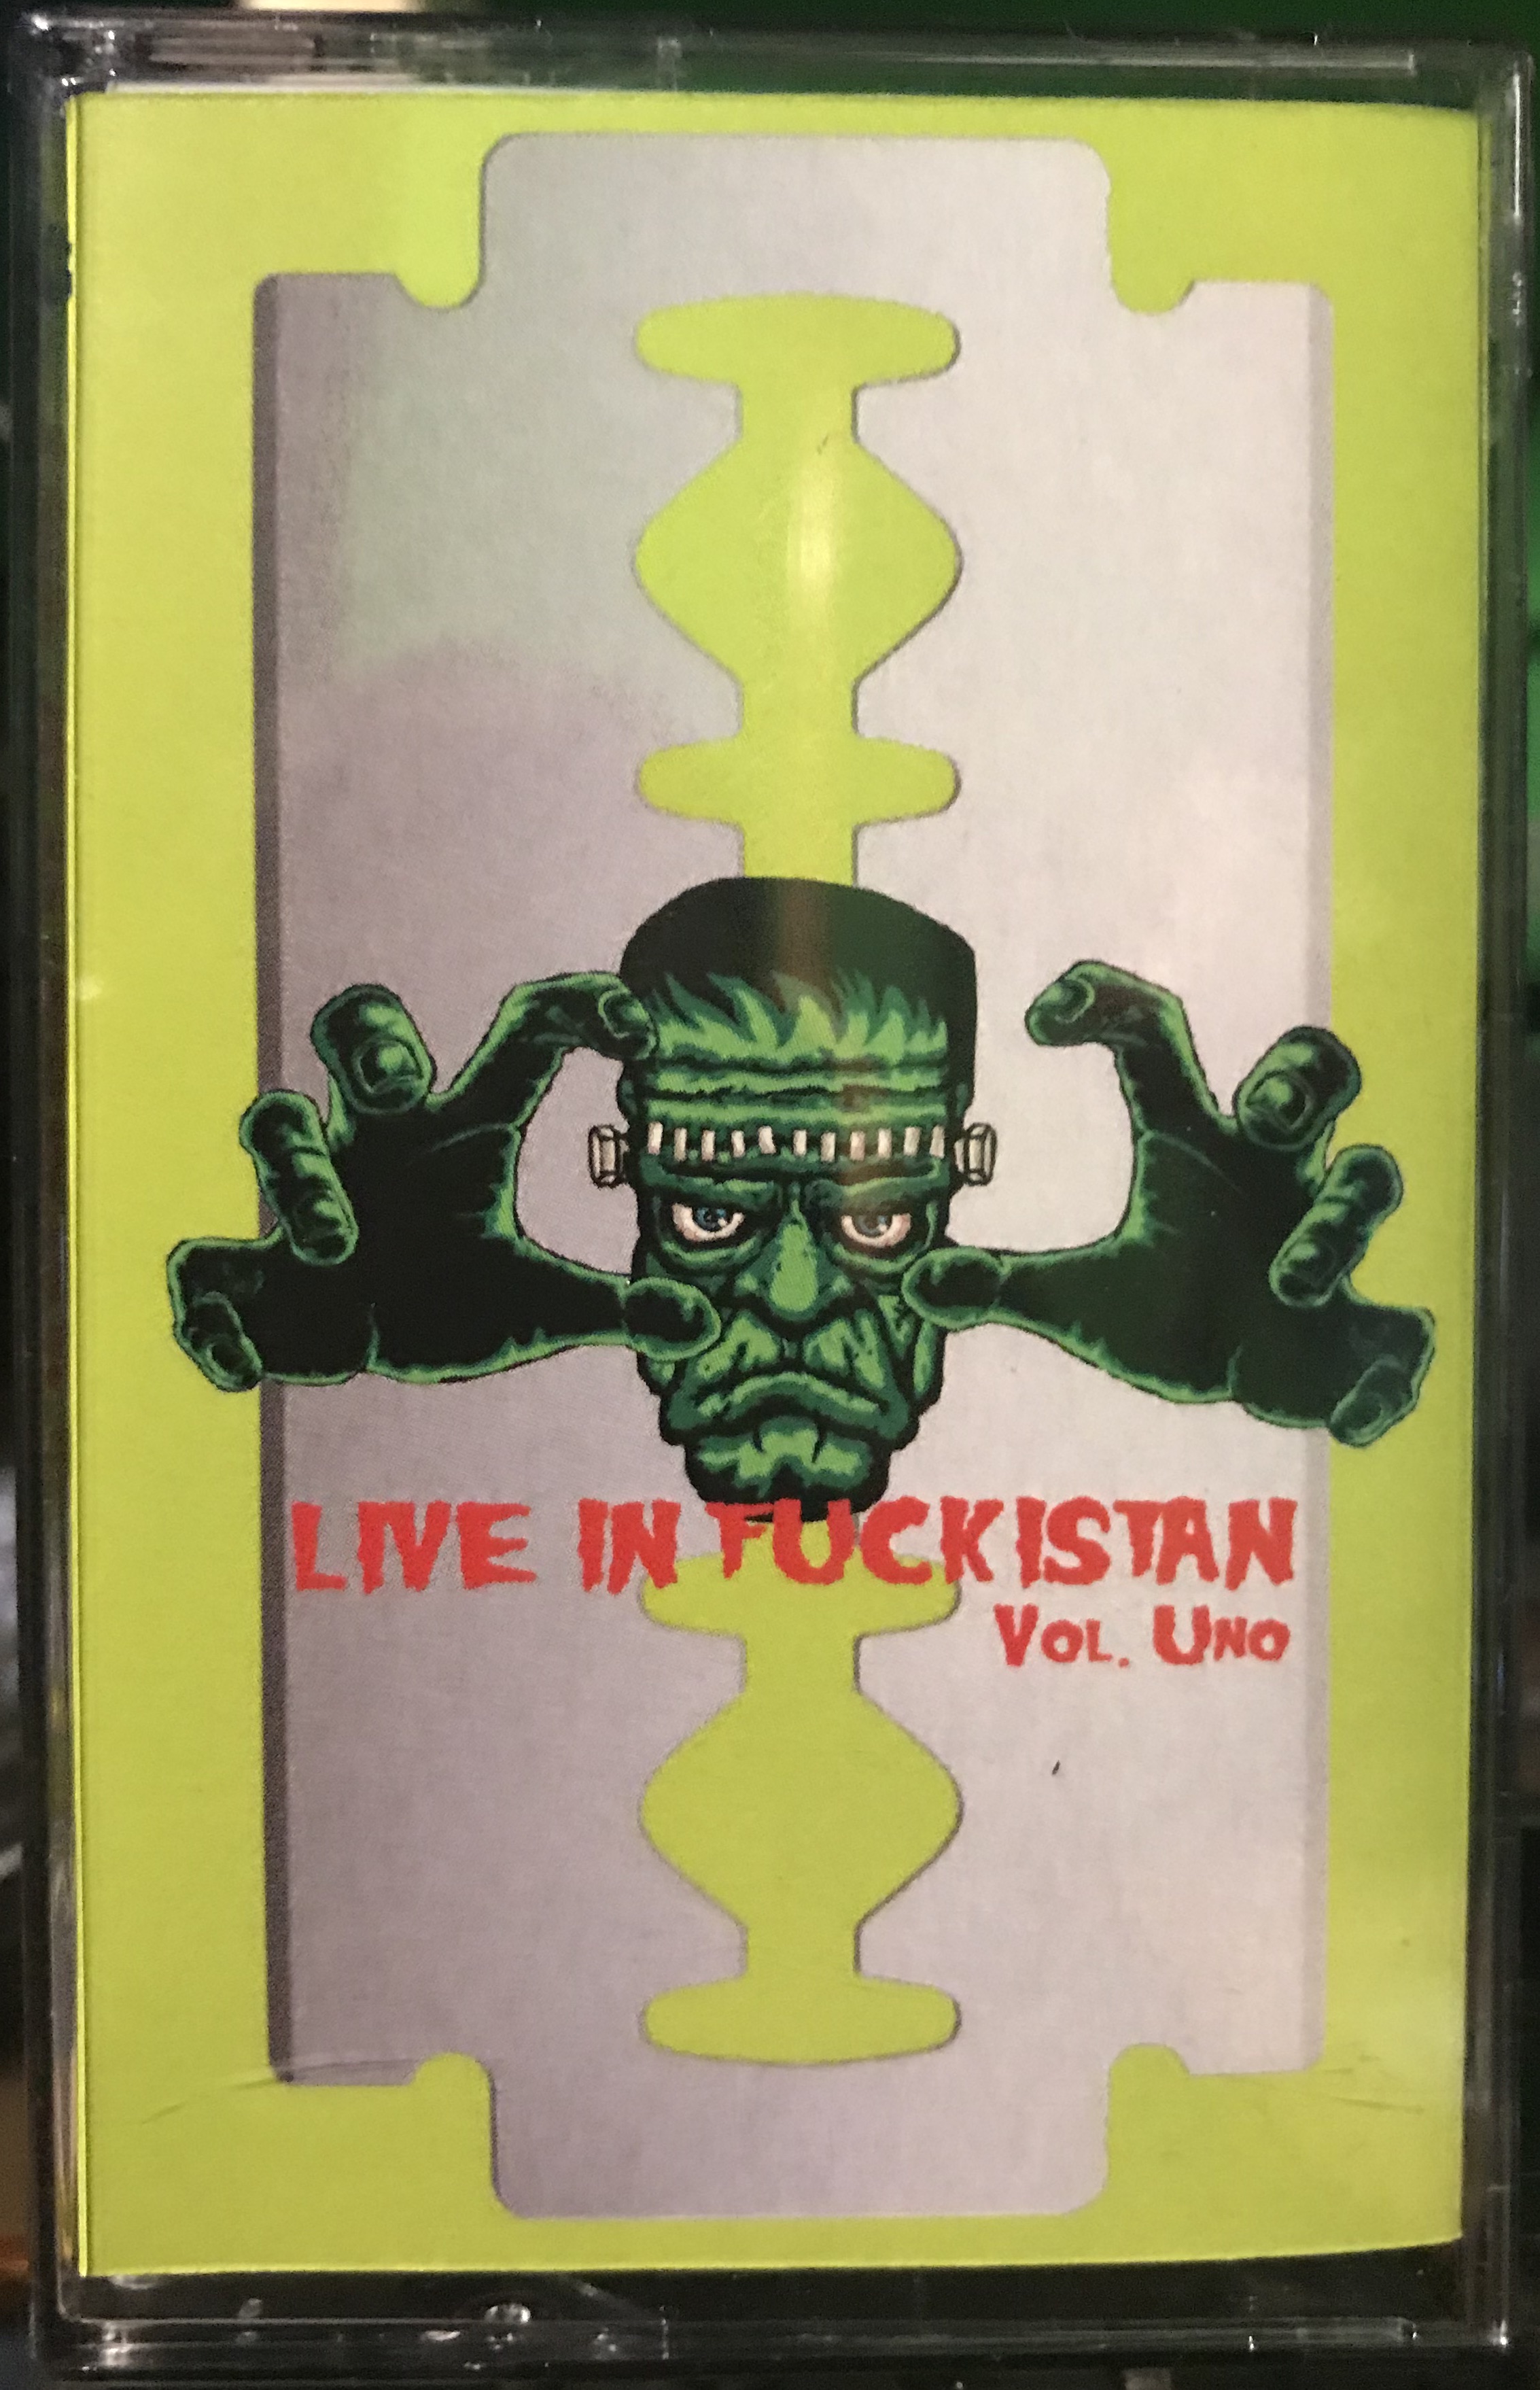 LIVE IN FUCKISTAN
VOL. UNO